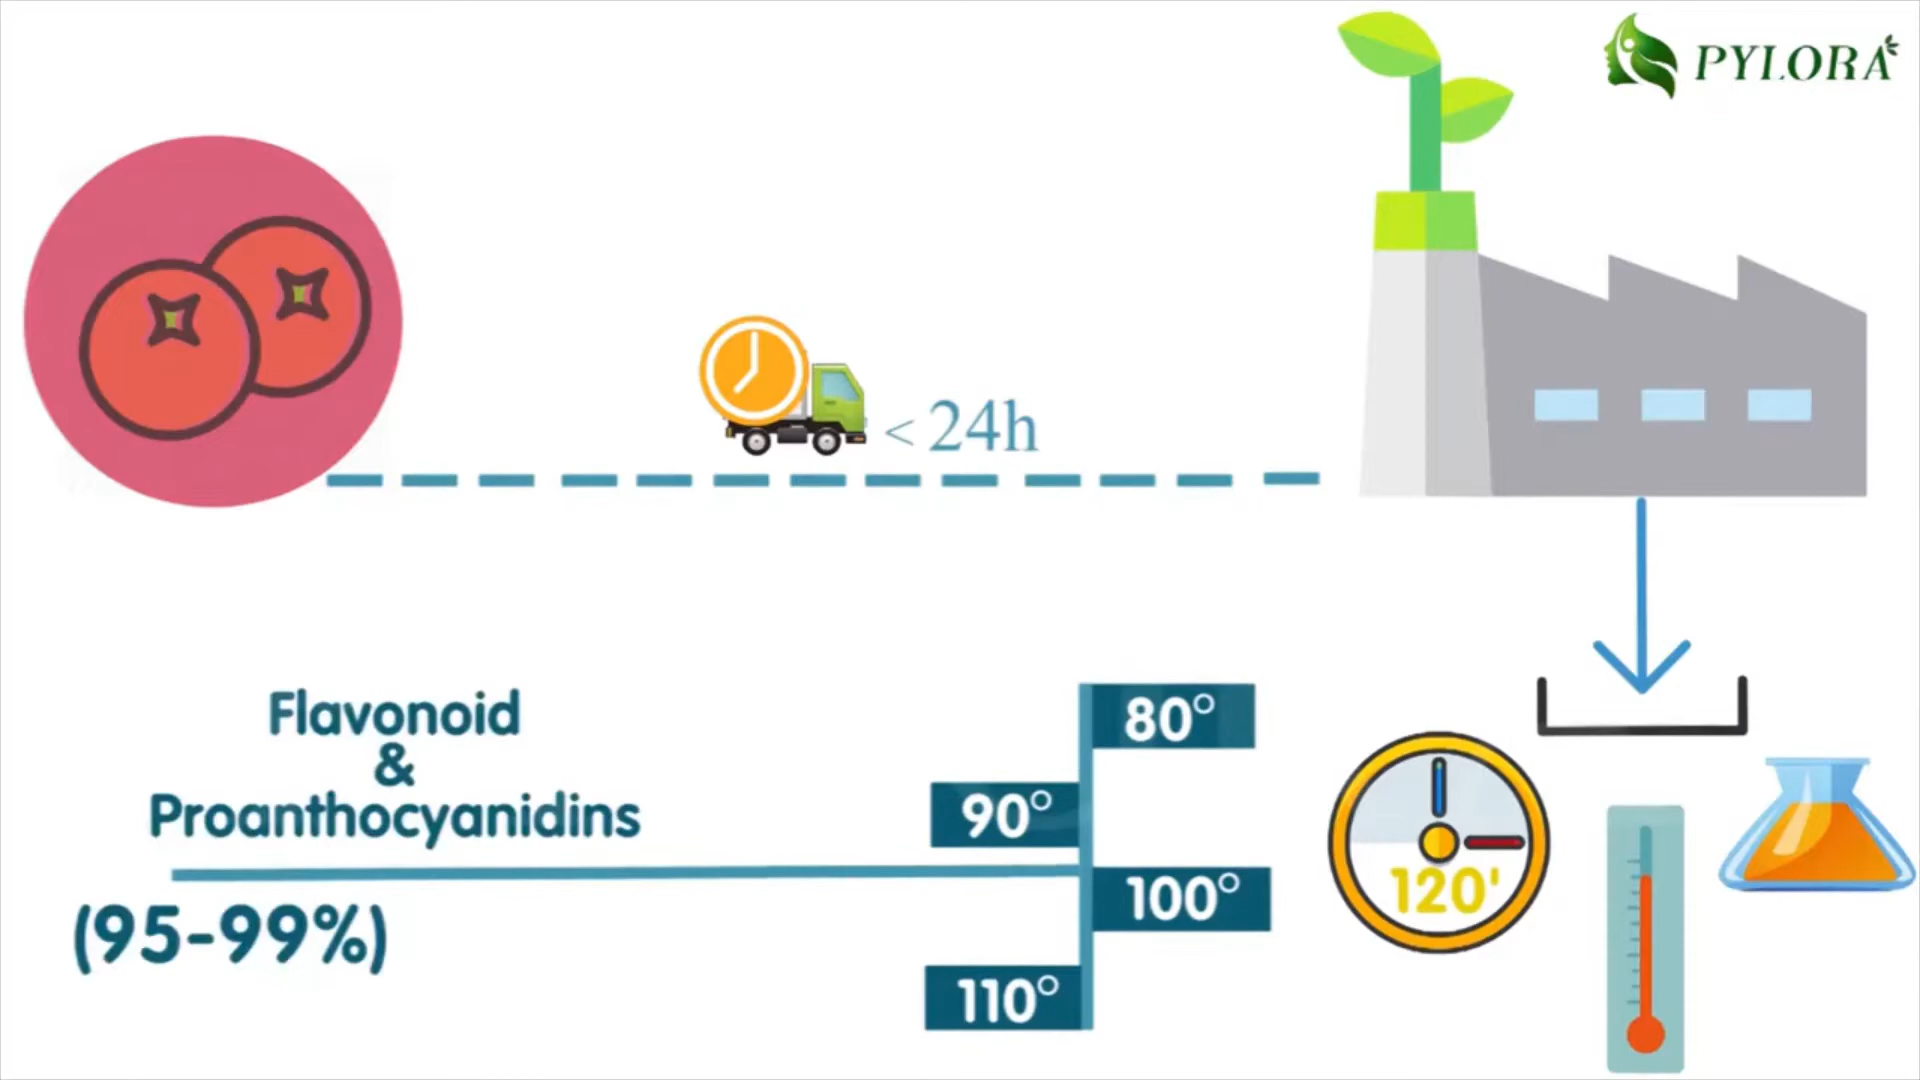 PYLORA
< 24h
Flavonoid
&
Proanthocyanidins
(95-99%)
80°
90°
100°
110°
120'